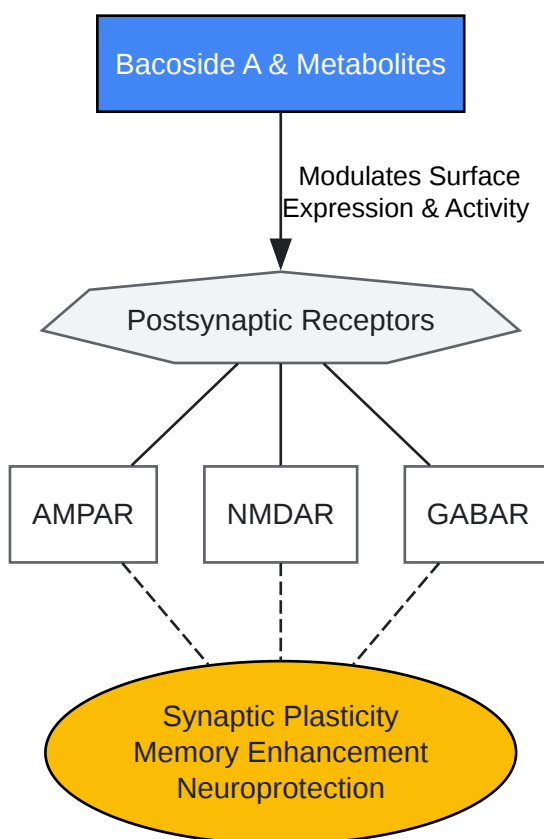 Bacoside A & Metabolites
Modulates Surface
Expression & Activity
Postsynaptic Receptors
AMPAR
NMDAR
GABAR
Synaptic Plasticity
Memory Enhancement
Neuroprotection